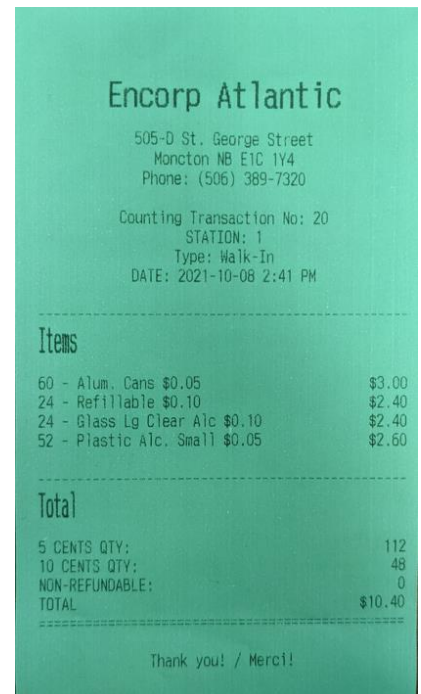 Encorp Atlantic
505-D St. George Street
Moncton NB E1C 1Y4
Phone: (506) 389-7320
Counting Transaction No: 20
STATION: 1
Type: Walk-In
DATE: 2021-10-08 2:41 PM
Items
60 - Alum. Cans $0.05 $3.00
24 - Refillable $0.10 $2.40
24 - Glass Lg Clear Alc $0.10 $2.40
52 - Plastic Alc. Small $0.05 $2.60
Total
5 CENTS QTY: 112
10 CENTS QTY: 48
NON-REFUNDABLE: 0
TOTAL $10.40
Thank you! / Merci!